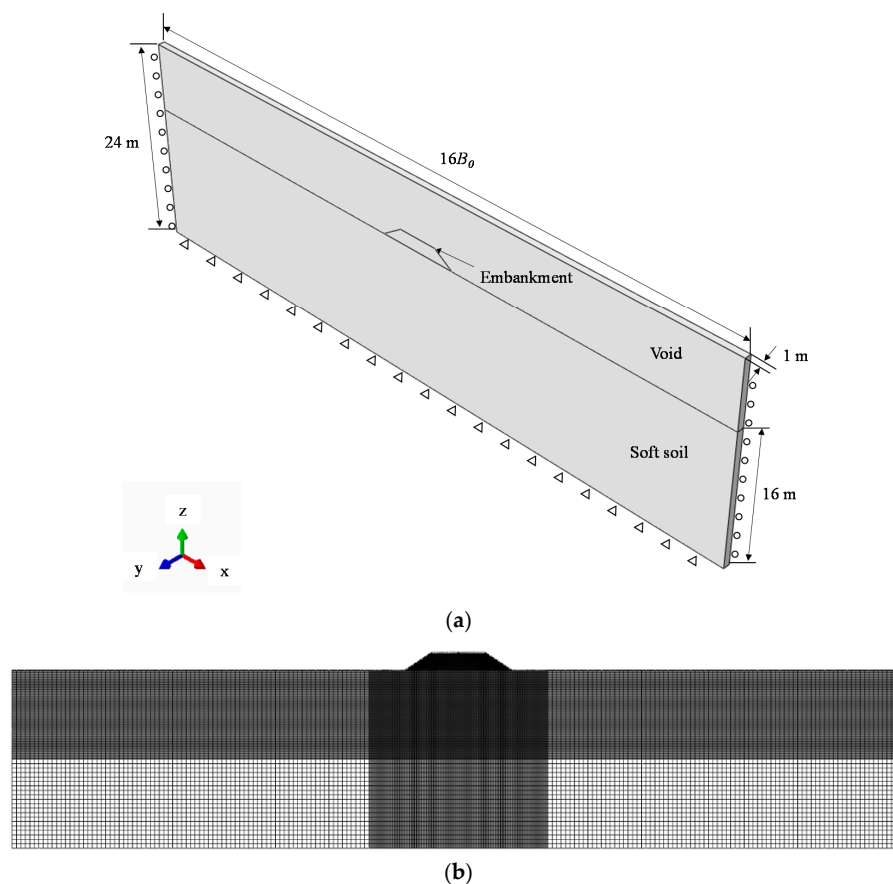 24 m
16B₀
Embankment
Void
1 m
Soft soil
16 m
z
y
x
(a)
(b)